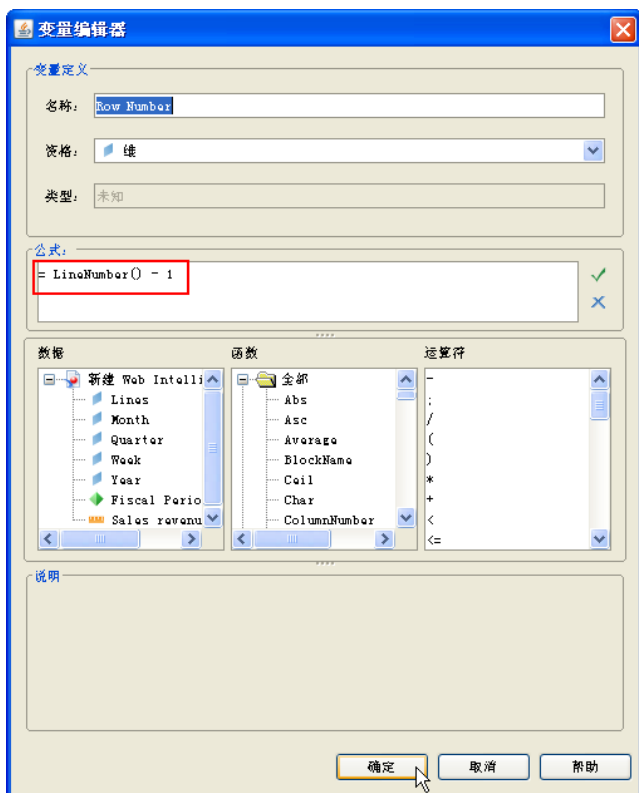 变量编辑器
变量定义
名称：
Row Number
资格：
维
类型：
未知
公式：
= LineNumber() - 1
数据
函数
运算符
新建 Web Intelli
Lines
Month
Quarter
Week
Year
Fiscal Perio
Sales revenu
全部
Abs
Asc
Average
BlockName
Ceil
Char
ColumnNumber
-
;
/
(
)
*
+
<
<=
说明
确定
取消
帮助